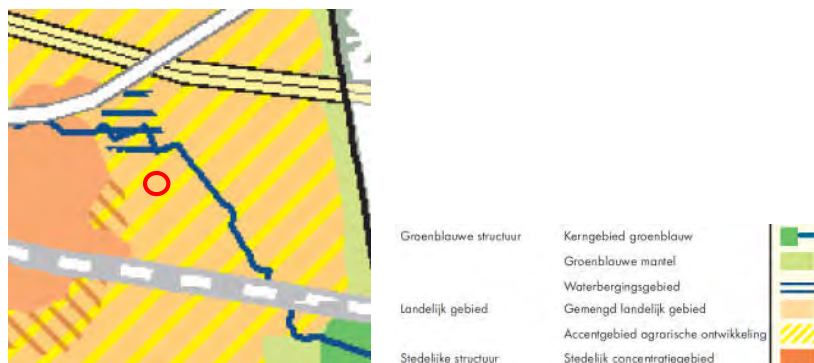 Groenblauwe structuur Kerngebied groenblauw
Groenblauwe mantel
Waterbergingsgebied
Landelijk gebied Gemengd landelijk gebied
Accentgebied agrarische ontwikkeling
Stedelijke structuur Stedelijk concentratiegebied